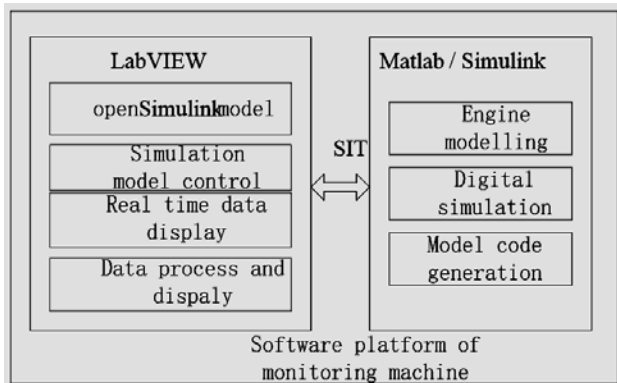 LabVIEW
openSimulinkmodel
Simulation
model control
Real time data
display
Data process and
dispaly
SIT
Matlab / Simulink
Engine
modelling
Digital
simulation
Model code
generation
Software platform of
monitoring machine